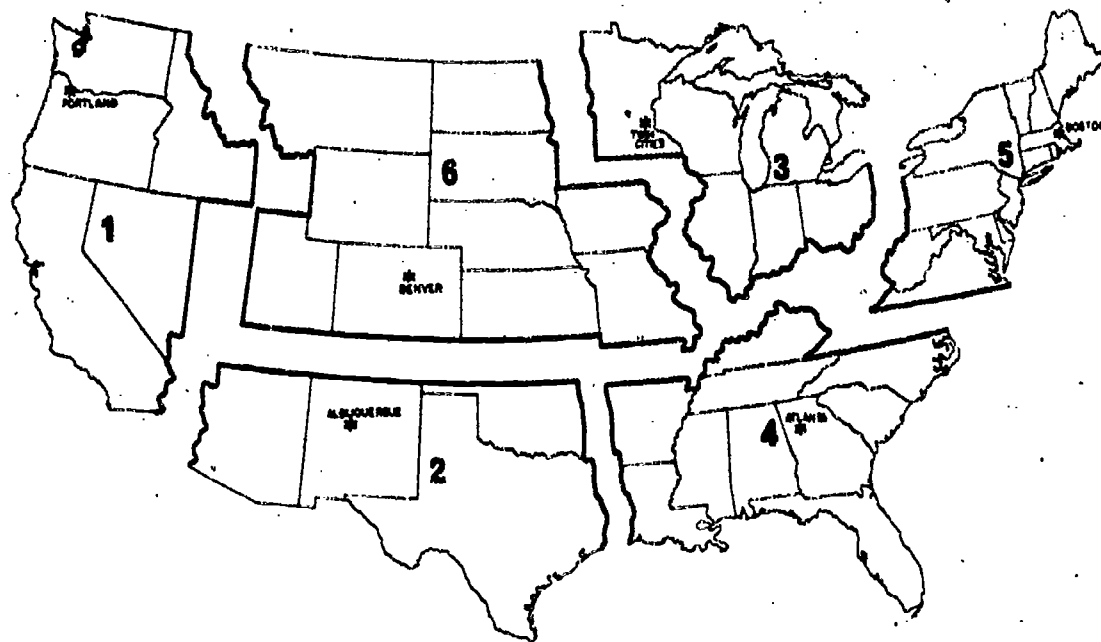 PORTLAND
1
6
DENVER
TWIN
CITIES
3
5
BOSTON
ALBUQUERQUE
2
4
ATLANTA